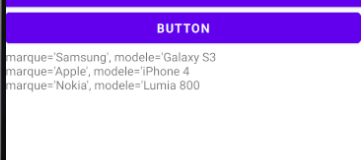 BUTTON
marque='Samsung', modele='Galaxy S3
marque='Apple', modele='iPhone 4
marque='Nokia', modele='Lumia 800